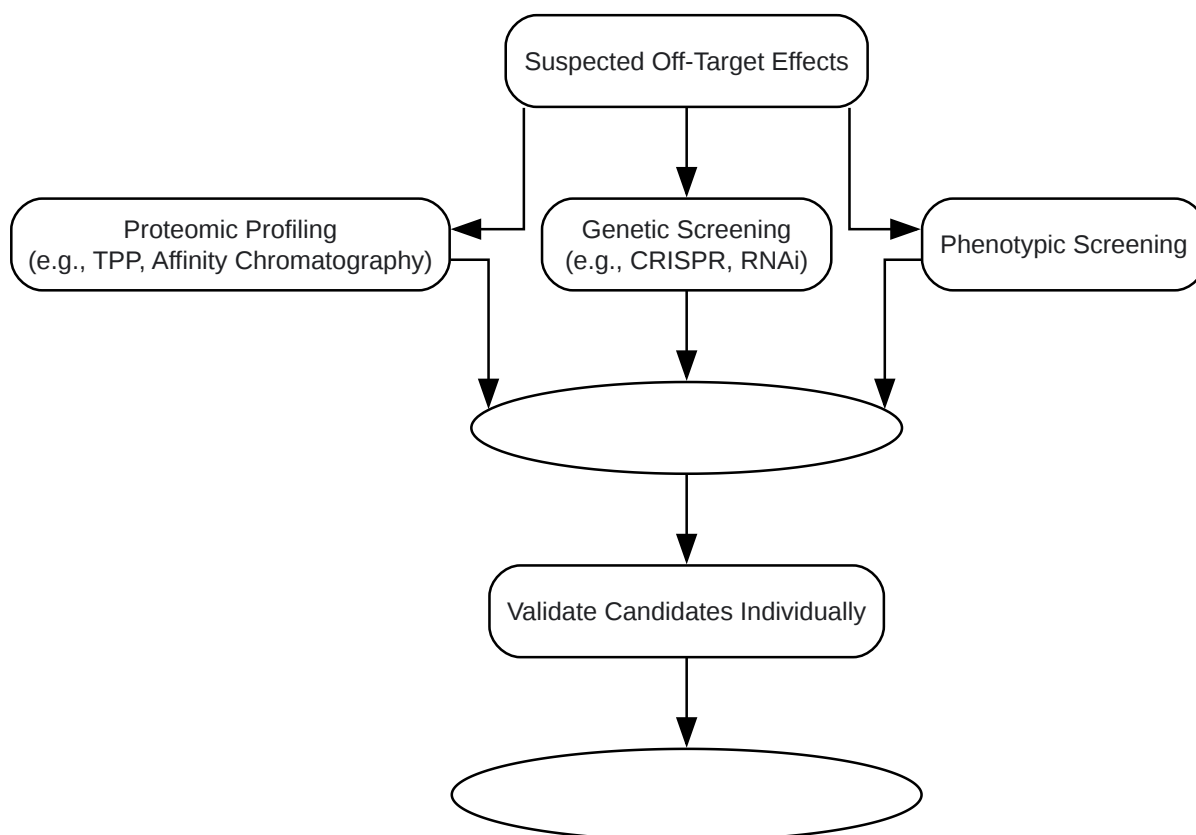 Suspected Off-Target Effects
Proteomic Profiling
(e.g., TPP, Affinity Chromatography)
Genetic Screening
(e.g., CRISPR, RNAi)
Phenotypic Screening
Validate Candidates Individually